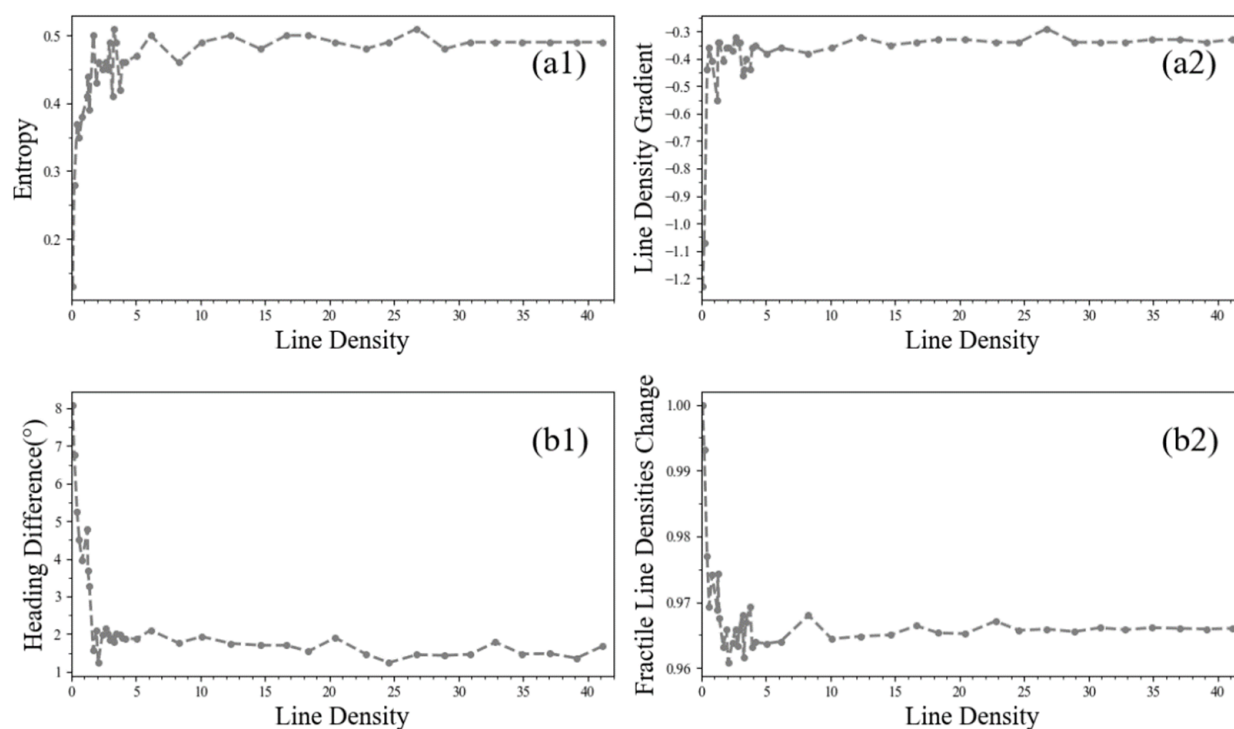 0.5
0.4
0.3
0.2
Entropy
(a1)
0 5 10 15 20 25 30 35 40
Line Density
−0.3
−0.4
−0.5
−0.6
−0.7
−0.8
−0.9
−1.0
−1.1
−1.2
Line Density Gradient
(a2)
0 5 10 15 20 25 30 35 40
Line Density
8
7
6
5
4
3
2
1
Heading Difference(°)
(b1)
0 5 10 15 20 25 30 35 40
Line Density
1.00
0.99
0.98
0.97
0.96
Fractile Line Densities Change
(b2)
0 5 10 15 20 25 30 35 40
Line Density